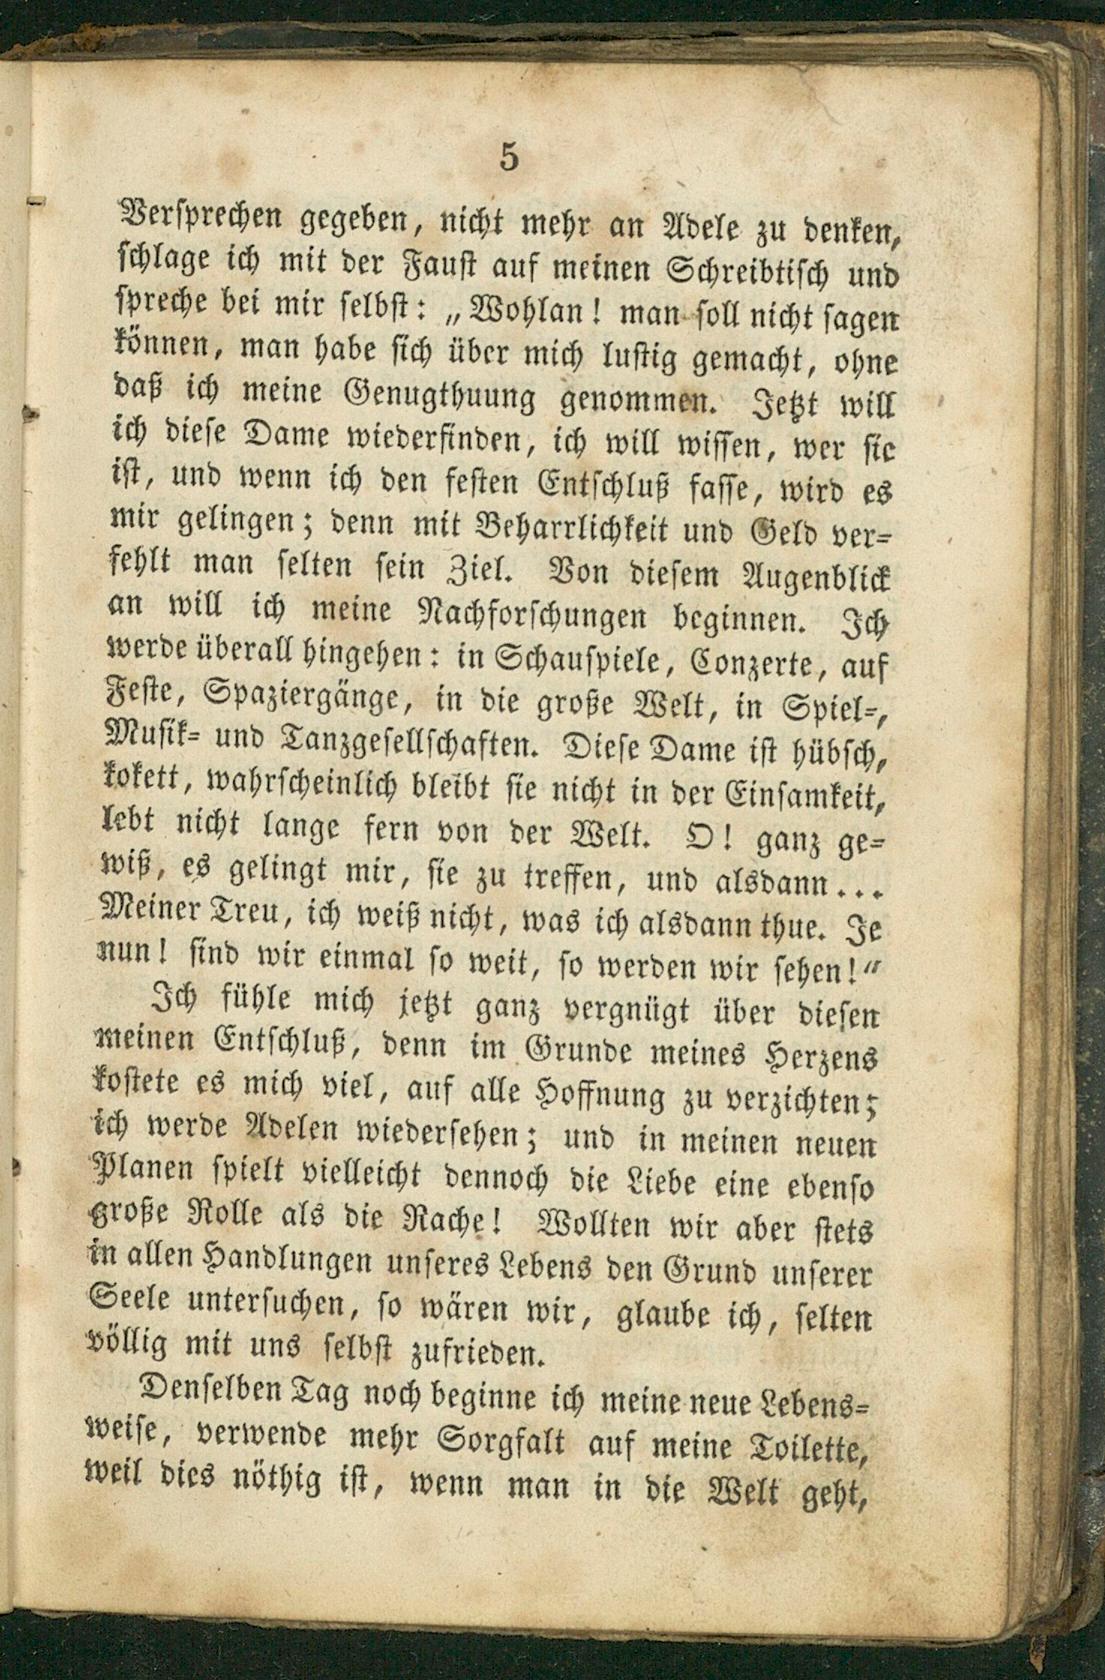 5
Versprechen gegeben, nicht mehr an Adele zu denken,
schlage ich mit der Faust auf meinen Schreibtisch und
spreche bei mir selbst: „Wohlan! man soll nicht sagen
können, man habe sich über mich lustig gemacht, ohne
daß ich meine Genugthuung genommen. Jetzt will
ich diese Dame wiederfinden, ich will wissen, wer sie
ist, und wenn ich den festen Entschluß fasse, wird es
mir gelingen; denn mit Beharrlichkeit und Geld ver-
fehlt man selten sein Ziel. Von diesem Augenblick
an will ich meine Nachforschungen beginnen. Ich
werde überall hingehen: in Schauspiele, Conzerte, auf
Feste, Spaziergänge, in die große Welt, in Spiel-,
Musik- und Tanzgesellschaften. Diese Dame ist hübsch,
kokett, wahrscheinlich bleibt sie nicht in der Einsamkeit,
lebt nicht lange fern von der Welt. O! ganz ge-
wiß, es gelingt mir, sie zu treffen, und alsdann...
Meiner Treu, ich weiß nicht, was ich alsdann thue. Je
nun! sind wir einmal so weit, so werden wir sehen!“
Ich fühle mich jetzt ganz vergnügt über diesen
meinen Entschluß, denn im Grunde meines Herzens
kostete es mich viel, auf alle Hoffnung zu verzichten;
ich werde Adelen wiedersehen; und in meinen neuen
Planen spielt vielleicht dennoch die Liebe eine ebenso
große Rolle als die Rache! Wollten wir aber stets
in allen Handlungen unseres Lebens den Grund unserer
Seele untersuchen, so wären wir, glaube ich, selten
völlig mit uns selbst zufrieden.
Denselben Tag noch beginne ich meine neue Lebens-
weise, verwende mehr Sorgfalt auf meine Toilette,
weil dies nöthig ist, wenn man in die Welt geht,